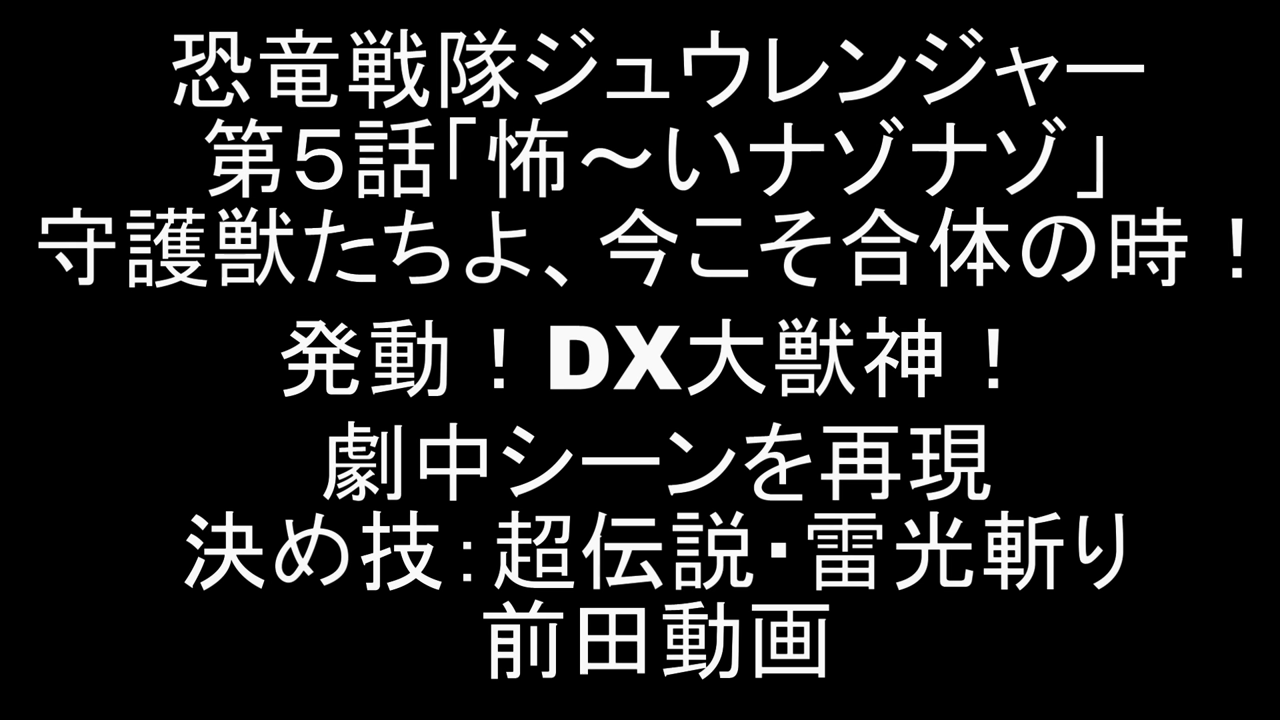 恐竜戦隊ジュウレンジャー
第５話「怖～いナゾナゾ」
守護獣たちよ、今こそ合体の時！
発動！DX大獣神！
劇中シーンを再現
決め技：超伝説・雷光斬り
前田動画